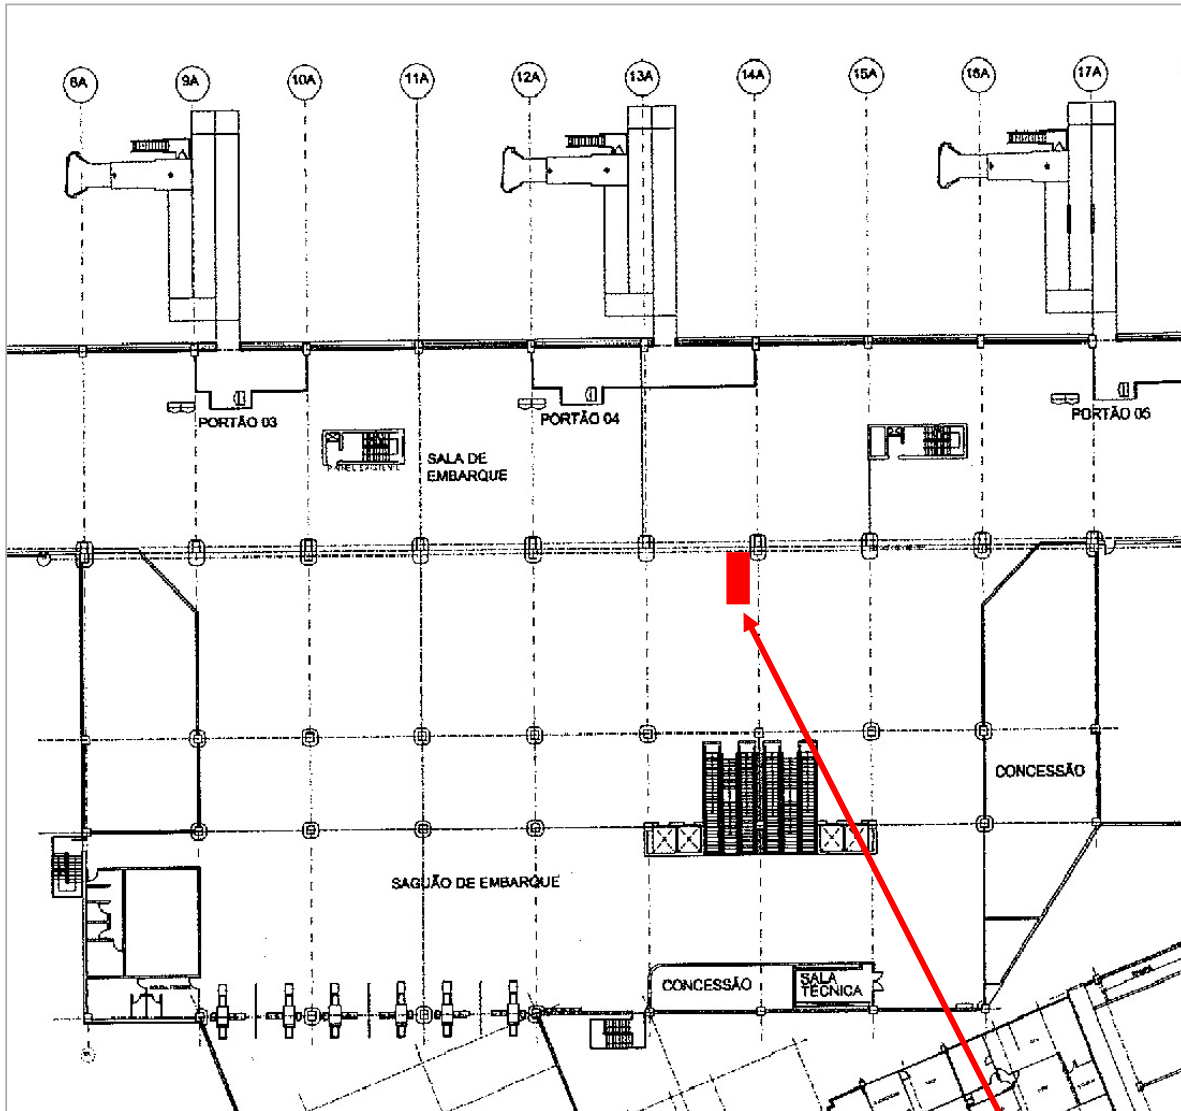 8A 9A 10A 11A 12A 13A 14A 15A 16A 17A
PORTÃO 03
PORTÃO 04
PORTÃO 05
SALA DE
EMBARQUE
CONCESSÃO
SAGUÃO DE EMBARQUE
CONCESSÃO
SALA
TÉCNICA